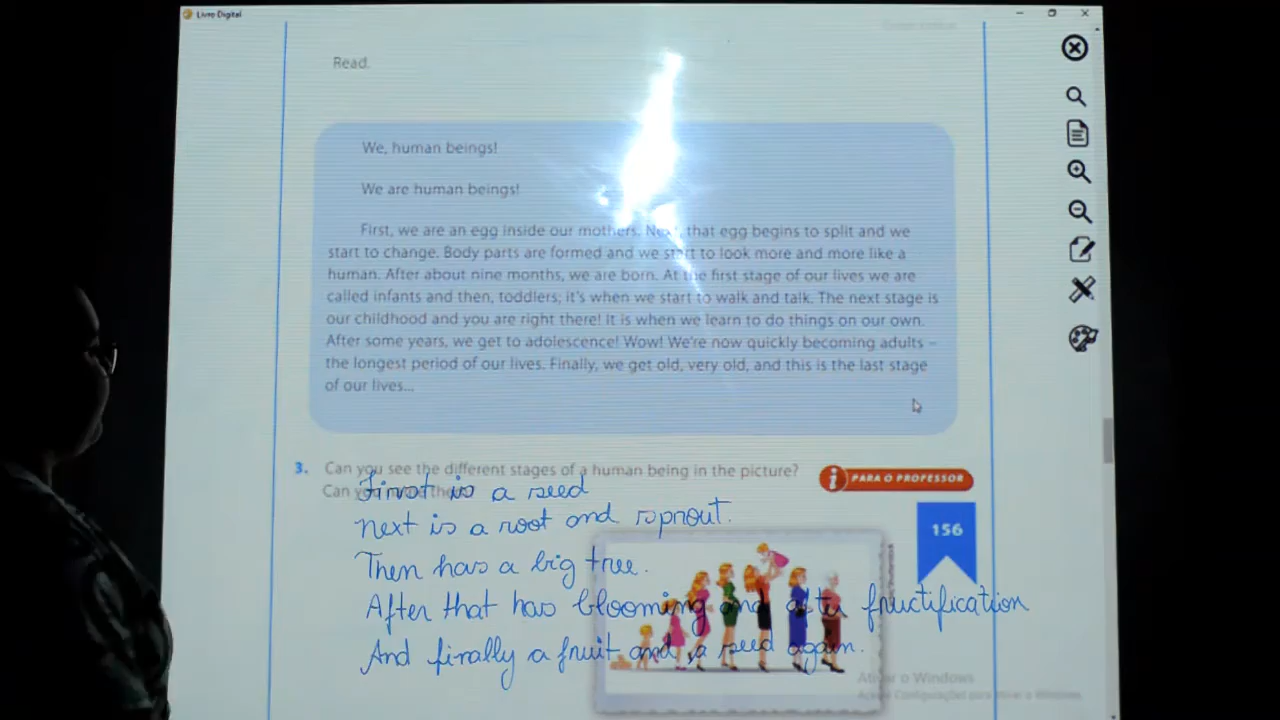 Livro Digital
Read.
We, human beings!
We are human beings!
First, we are an egg inside our mothers. Next, that egg begins to split and we
start to change. Body parts are formed and we start to look more and more like a
human. After about nine months, we are born. At the first stage of our lives we are
called infants and then, toddlers; it's when we start to walk and talk. The next stage is
our childhood and you are right there! It is when we learn to do things on our own.
After some years, we get to adolescence! Wow! We're now quickly becoming adults –
the longest period of our lives. Finally, we get old, very old, and this is the last stage
of our lives...
3. Can you see the different stages of a human being in the picture?
Can you
PARA O PROFESSOR
First is a seed
next is a root and sprout.
156
Then has a big tree.
After that has blooming and after fructification
And finally a fruit and a seed again.
Ativar o Windows